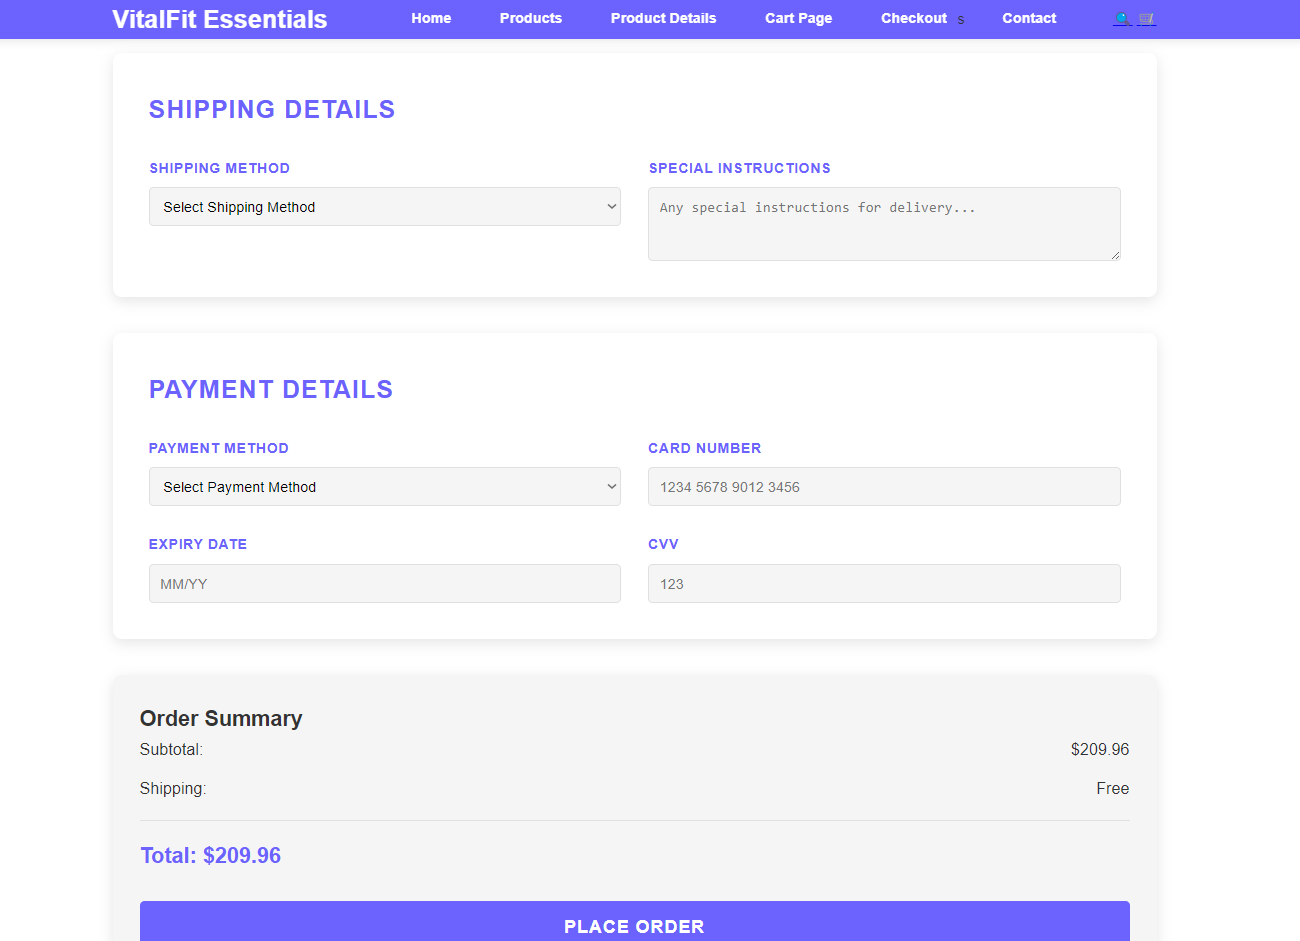 VitalFit Essentials Home Products Product Details Cart Page Checkout s Contact
SHIPPING DETAILS
SHIPPING METHOD SPECIAL INSTRUCTIONS
Select Shipping Method Any special instructions for delivery...
PAYMENT DETAILS
PAYMENT METHOD CARD NUMBER
Select Payment Method 1234 5678 9012 3456
EXPIRY DATE CVV
MM/YY 123
Order Summary
Subtotal: $209.96
Shipping: Free
Total: $209.96
PLACE ORDER